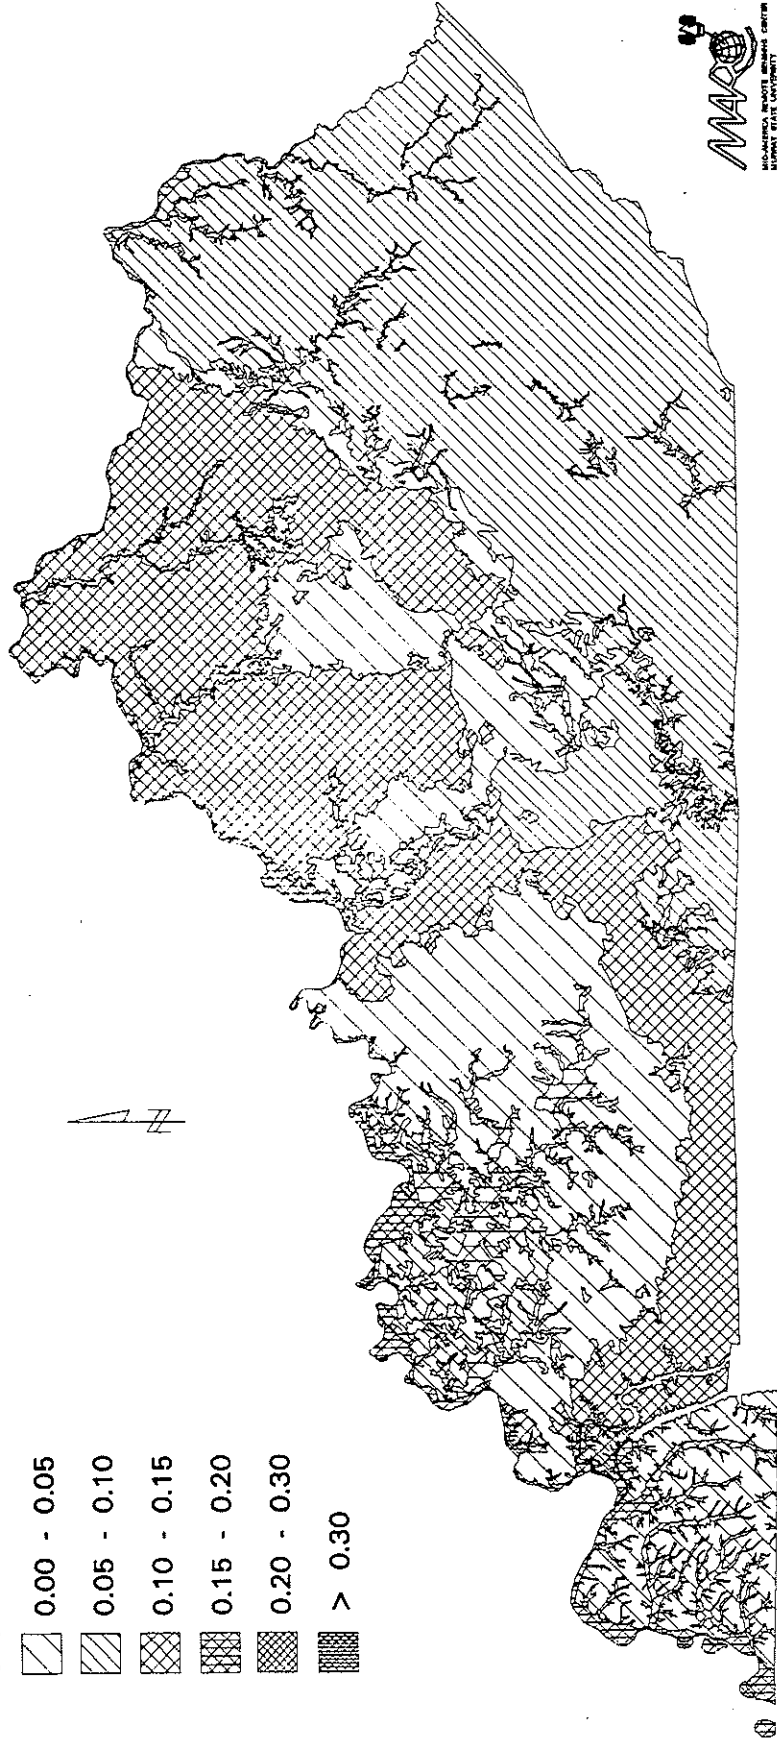 0.00 - 0.05
0.05 - 0.10
0.10 - 0.15
0.15 - 0.20
0.20 - 0.30
> 0.30
N
MARC
MID-AMERICA REMOTE SENSING CENTER
MURRAY STATE UNIVERSITY